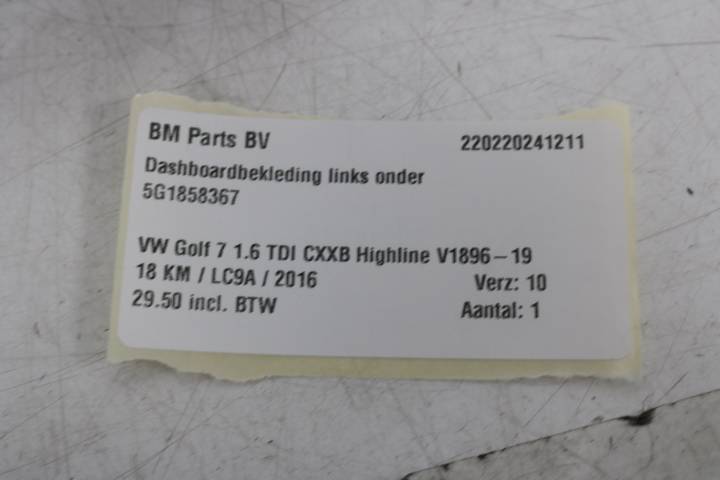 BM Parts BV 220220241211
Dashboardbekleding links onder
5G1858367
VW Golf 7 1.6 TDI CXXB Highline V1896-19
18 KM / LC9A / 2016 Verz: 10
29.50 incl. BTW Aantal: 1